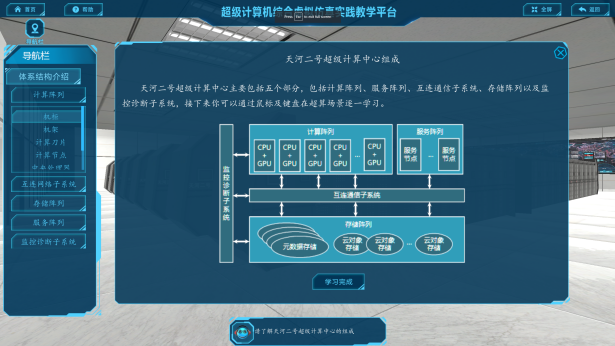 首页
帮助
超级计算机综合虚拟仿真实践教学平台
Press Esc to exit full screen
全屏
返回
导航栏
导航栏
体系结构介绍
计算阵列
机柜
机框
计算刀片
计算节点
互连网络子系统
存储阵列
服务阵列
监控诊断子系统
天河二号超级计算中心组成
天河二号超级计算中心主要包括五个部分，包括计算阵列、服务阵列、互连通信子系统、存储阵列以及监
控诊断子系统，接下来你可以通过鼠标及键盘在超算场景逐一学习。
计算阵列
服务阵列
CPU + GPU
CPU + GPU
CPU + GPU
CPU + GPU
...
CPU + GPU
服务节点
...
服务节点
监控诊断子系统
互连通信子系统
存储阵列
元数据存储
云对象存储
云对象存储
...
云对象存储
学习完成
请了解天河二号超级计算中心的组成